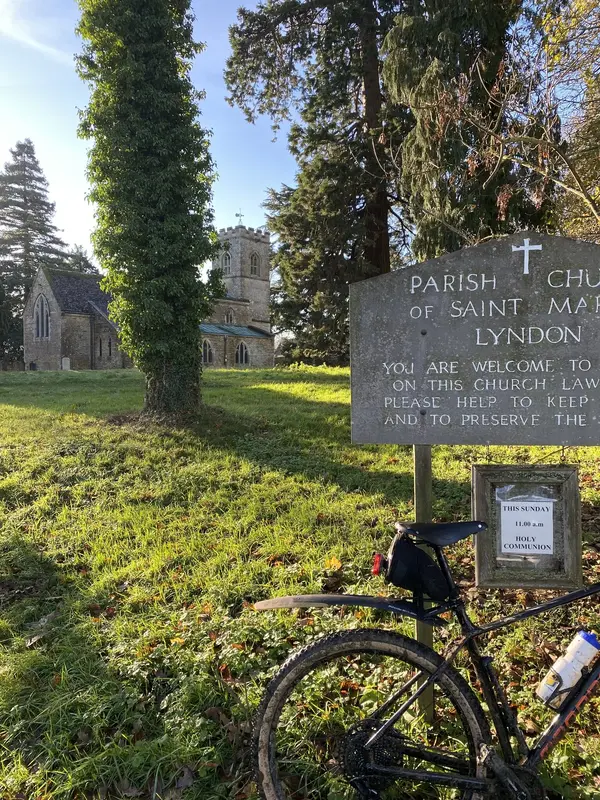 PARISH CHU
OF SAINT MAR
LYNDON
YOU ARE WELCOME TO
ON THIS CHURCH LAW
PLEASE HELP TO KEEP
AND TO PRESERVE THE
THIS SUNDAY
11.00 a.m
HOLY
COMMUNION